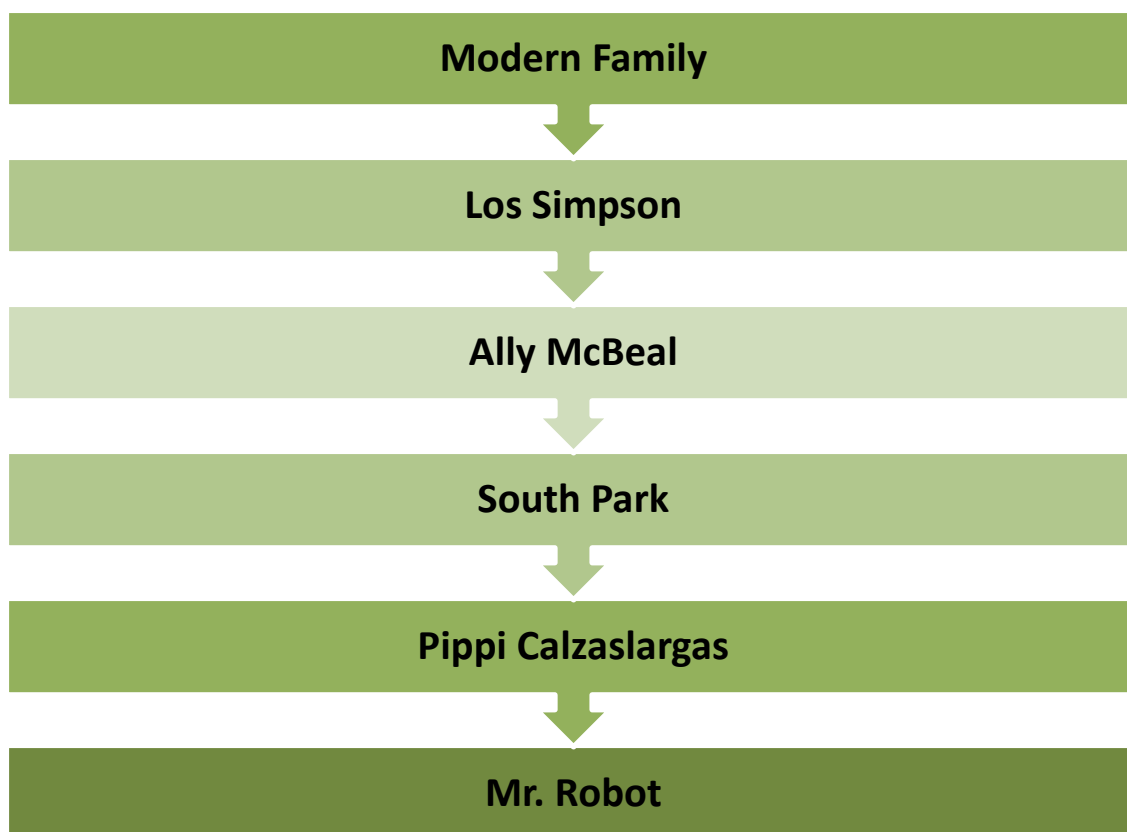 Modern Family
Los Simpson
Ally McBeal
South Park
Pippi Calzaslargas
Mr. Robot